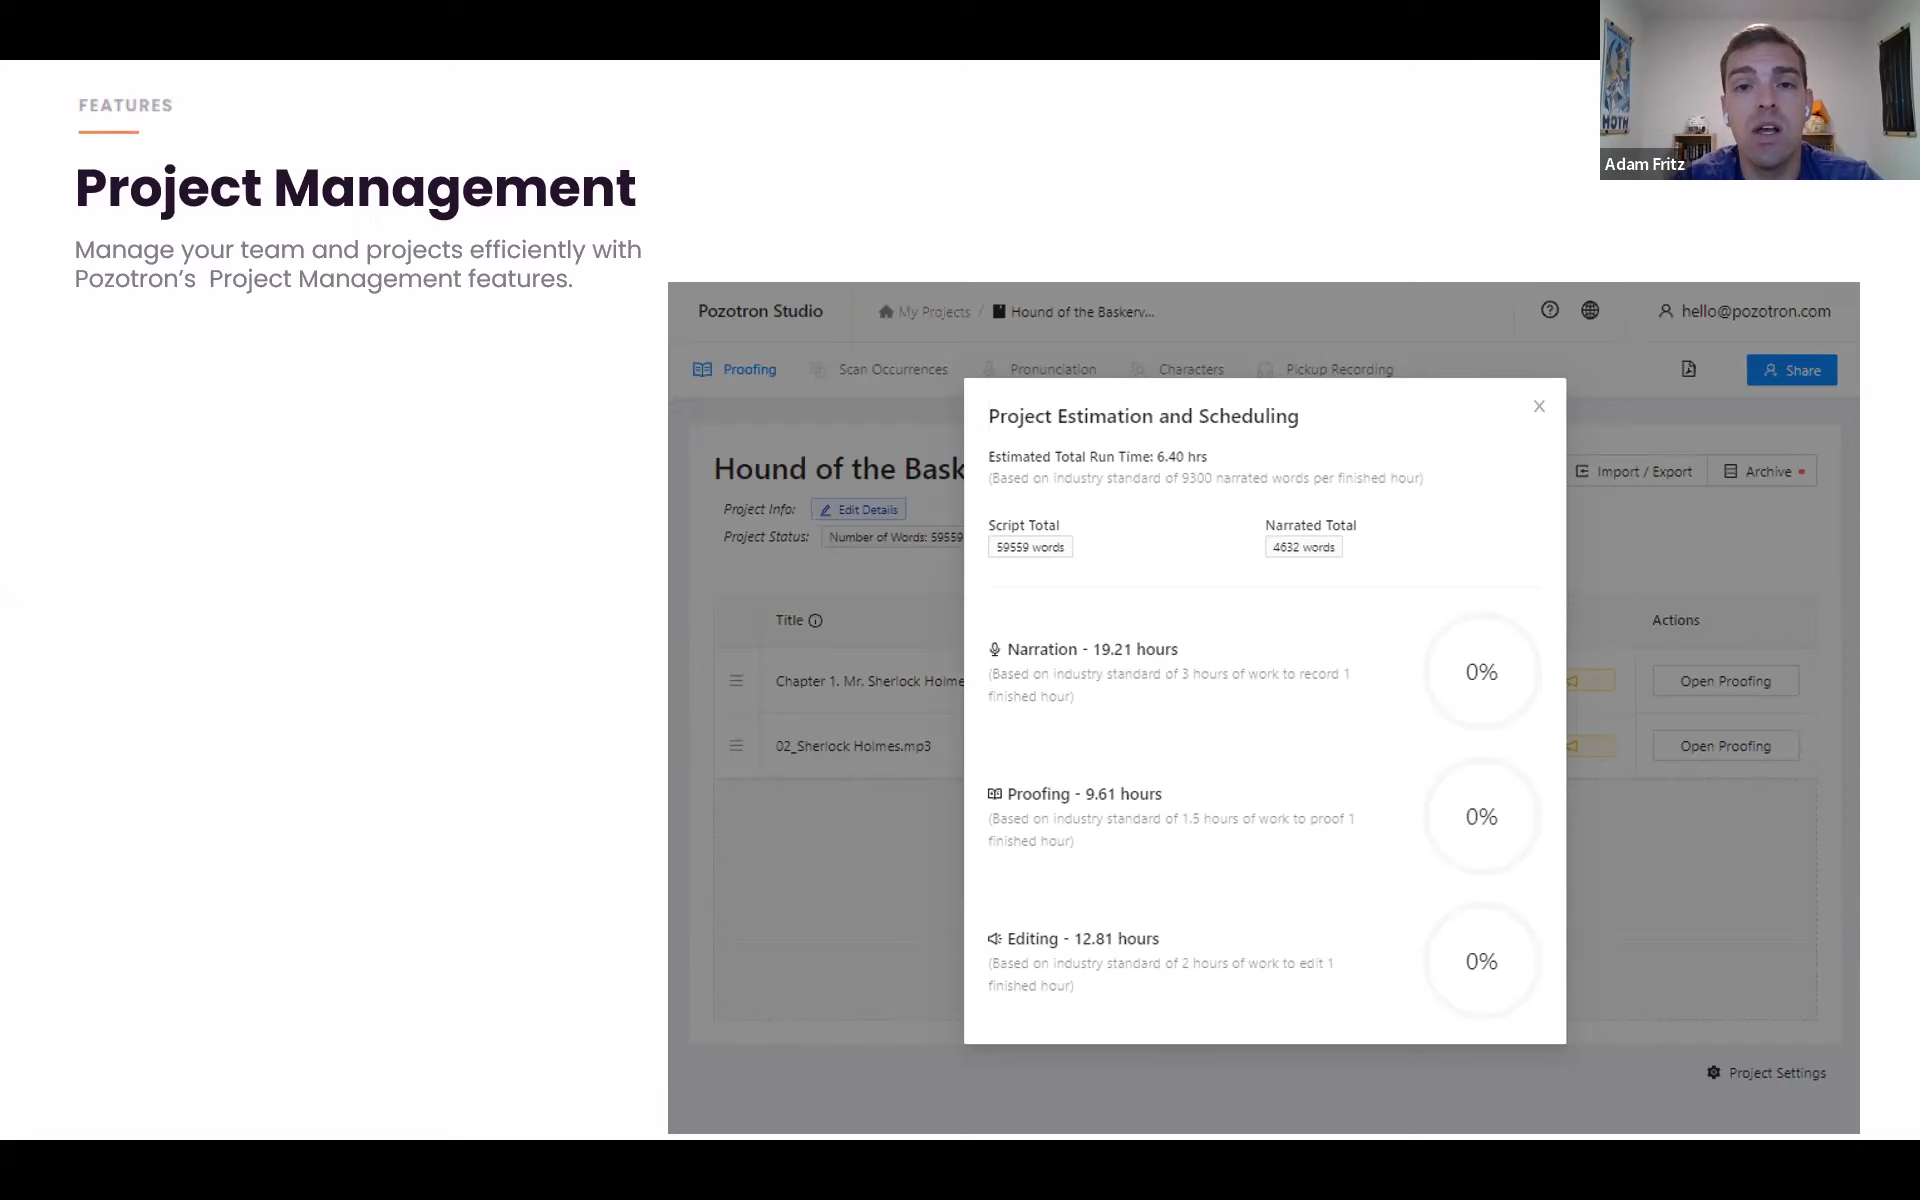 FEATURES
Project Management
Manage your team and projects efficiently with
Pozotron’s Project Management features.
Adam Fritz
Pozotron Studio
My Projects / Hound of the Baskerv...
hello@pozotron.com
Proofing
Scan Occurrences
Pronunciation
Characters
Pickup Recording
Share
Hound of the Bask
Import / Export
Archive
Project Info:
Edit Details
Project Status:
Number of Words: 59559
Title
Actions
Chapter 1. Mr. Sherlock Holme
Open Proofing
02_Sherlock Holmes.mp3
Open Proofing
Project Estimation and Scheduling
Estimated Total Run Time: 6.40 hrs
(Based on industry standard of 9300 narrated words per finished hour)
Script Total
59559 words
Narrated Total
4632 words
Narration - 19.21 hours
(Based on industry standard of 3 hours of work to record 1
finished hour)
0%
Proofing - 9.61 hours
(Based on industry standard of 1.5 hours of work to proof 1
finished hour)
0%
Editing - 12.81 hours
(Based on industry standard of 2 hours of work to edit 1
finished hour)
0%
Project Settings